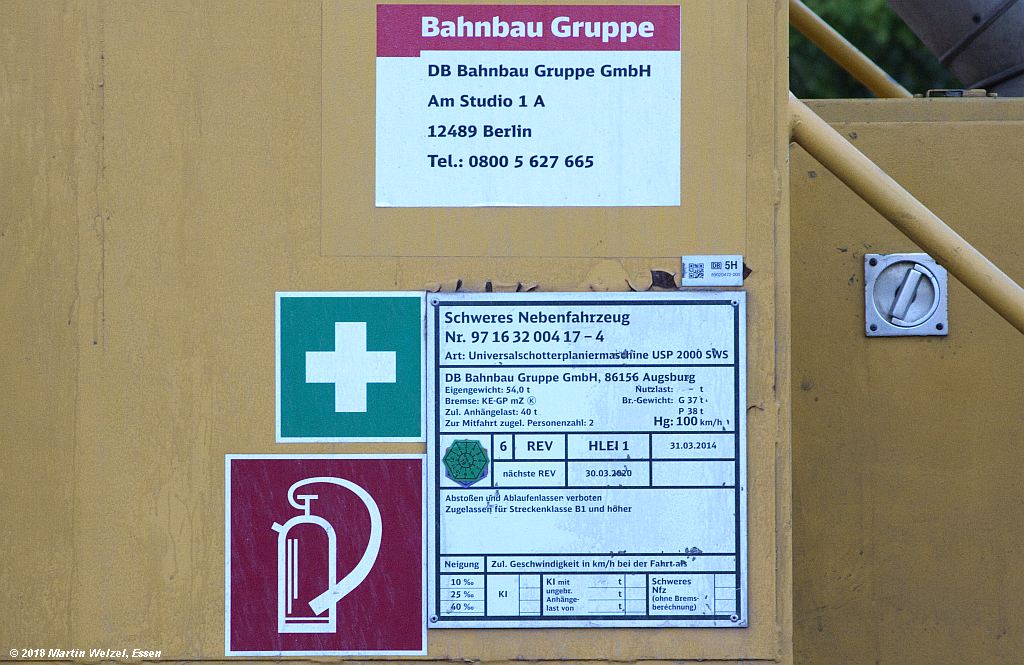 Bahnbau Gruppe
DB Bahnbau Gruppe GmbH
Am Studio 1 A
12489 Berlin
Tel.: 0800 5 627 665
DB 5H
Schweres Nebenfahrzeug
Nr. 97 16 32 004 17 – 4
Art: Universalschotterplaniermaschine USP 2000 SWS
DB Bahnbau Gruppe GmbH, 86156 Augsburg
Eigengewicht: 54,0 t Nutzlast: – t
Bremse: KE-GP mZ Ⓚ Br.-Gewicht: G 37 t
Zul. Anhängelast: 40 t P 38 t
Zur Mitfahrt zugel. Personenzahl: 2 Hg: 100 km/h
6 REV HLEI 1 31.03.2014
nächste REV 30.03.2020
Abstoßen und Ablaufenlassen verboten
Zugelassen für Streckenklasse B1 und höher
Neigung Zul. Geschwindigkeit in km/h bei der Fahrt als
10 ‰
25 ‰
40 ‰
Kl
Kl mit t
ungebr. t
Anhänge-
last von t
Schweres
Nfz
(ohne Brems-
berechnung)
© 2018 Martin Welzel, Essen